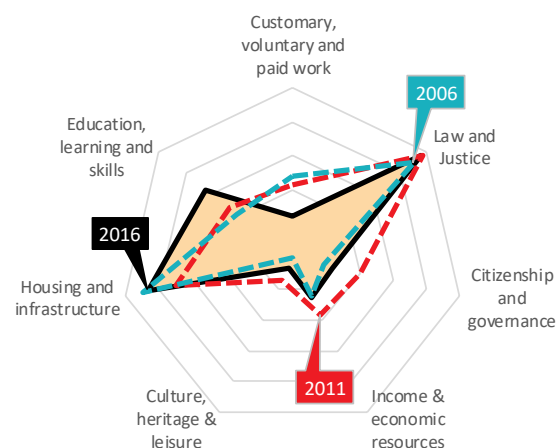 Customary,
voluntary and
paid work
2006
Law and
Justice
Education,
learning and
skills
2016
Housing and
infrastructure
Citizenship
and
governance
2011
Culture,
heritage &
leisure
Income &
economic
resources